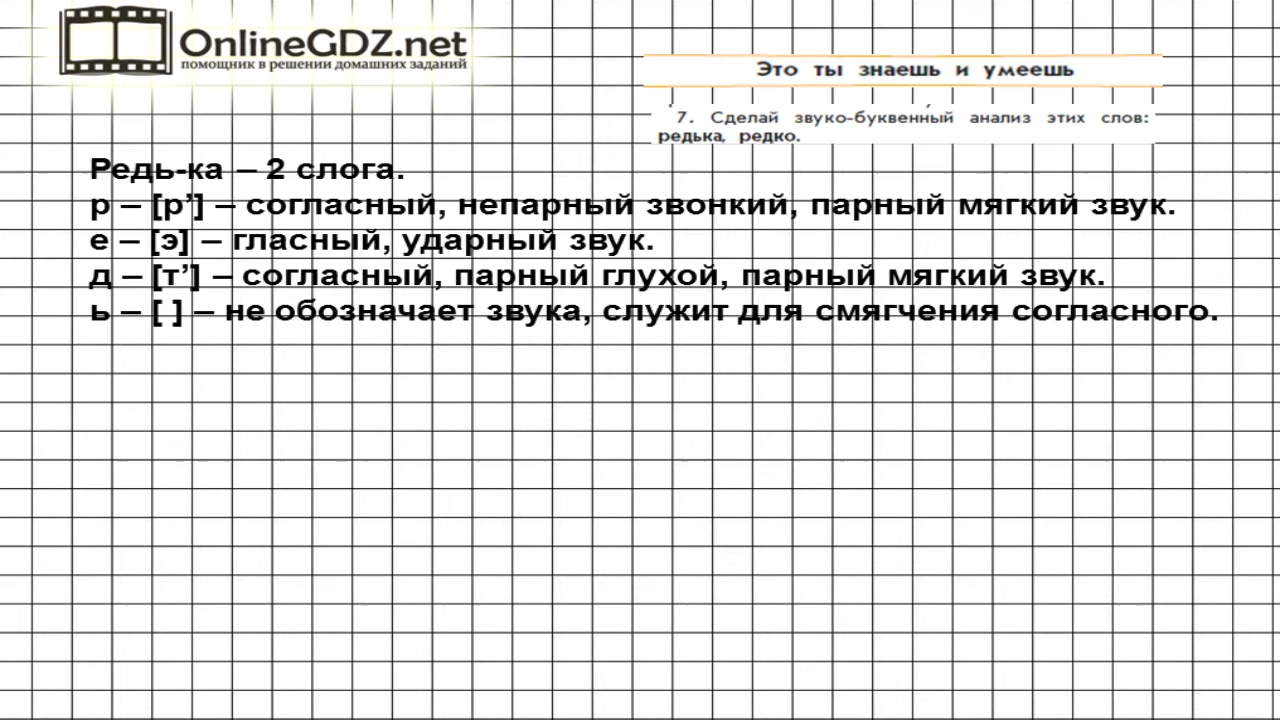 OnlineGDZ.net
помощник в решении домашних заданий
Это ты знаешь и умеешь
7. Сделай звуко-буквенный анализ этих слов:
редька, редко.
Редь-ка – 2 слога.
р – [р’] – согласный, непарный звонкий, парный мягкий звук.
е – [э] – гласный, ударный звук.
д – [т’] – согласный, парный глухой, парный мягкий звук.
ь – [ ] – не обозначает звука, служит для смягчения согласного.